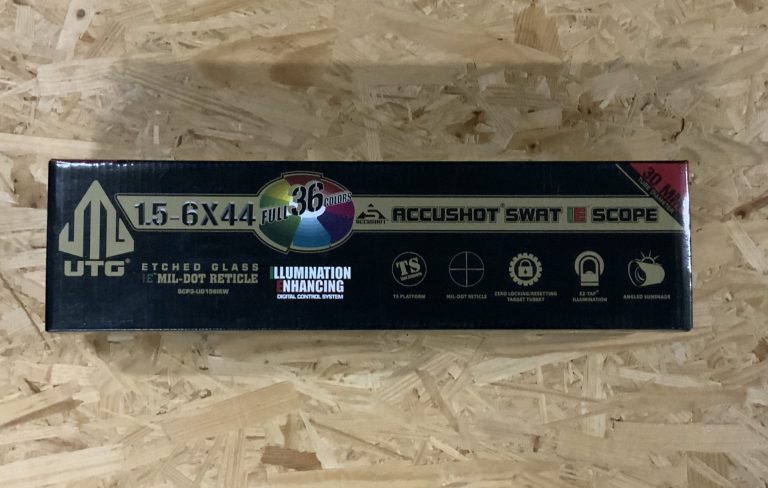 1.5-6X44
FULL 36 COLORS
ACCUSHOT
ACCUSHOT® SWAT IE SCOPE
30 MM
UTG®
ETCHED GLASS
IE MIL-DOT RETICLE
ILLUMINATION
ENHANCING
DIGITAL CONTROL SYSTEM
TS
TS PLATFORM
MIL-DOT RETICLE
ZERO LOCKING/RESETTING
TARGET TURRET
EZ-TAP
ILLUMINATION
ANGLED SUNSHADE